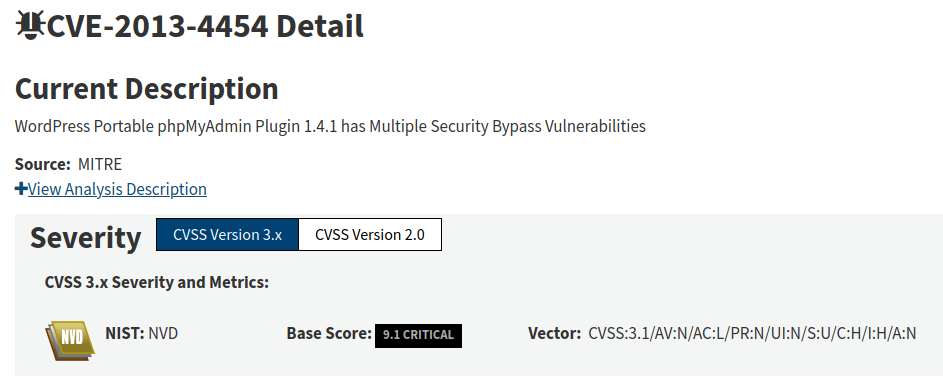 CVE-2013-4454 Detail
Current Description
WordPress Portable phpMyAdmin Plugin 1.4.1 has Multiple Security Bypass Vulnerabilities
Source: MITRE
+View Analysis Description
Severity CVSS Version 3.x CVSS Version 2.0
CVSS 3.x Severity and Metrics:
NVD NIST: NVD Base Score: 9.1 CRITICAL Vector: CVSS:3.1/AV:N/AC:L/PR:N/UI:N/S:U/C:H/I:H/A:N